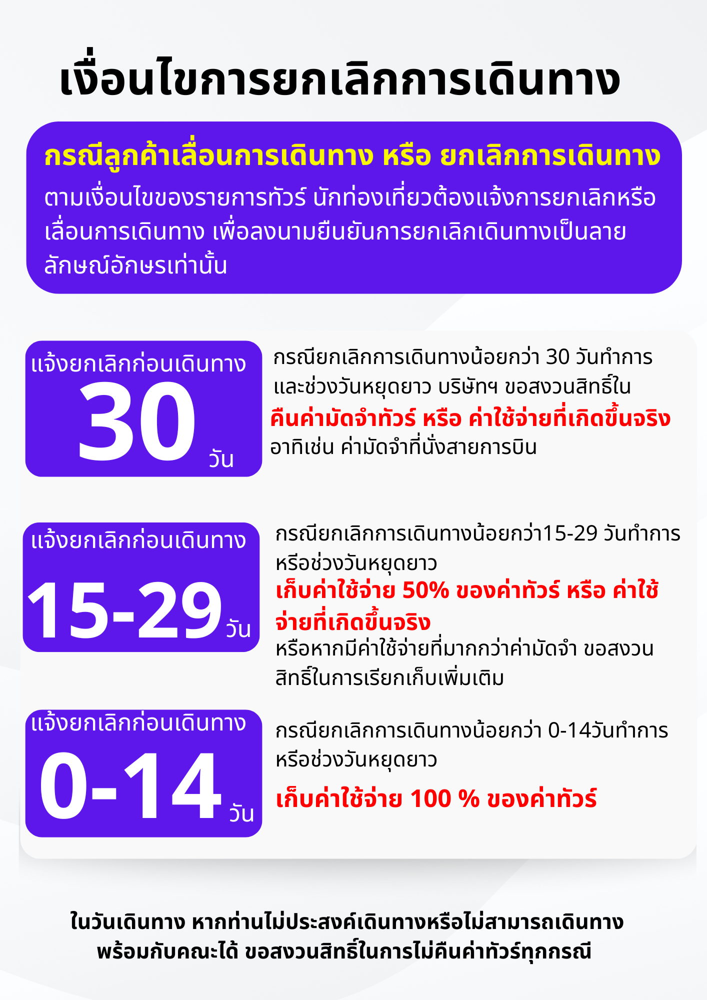 เงื่อนไขการยกเลิกการเดินทาง
กรณีลูกค้าเลื่อนการเดินทาง หรือ ยกเลิกการเดินทาง
ตามเงื่อนไขของรายการทัวร์ นักท่องเที่ยวต้องแจ้งการยกเลิกหรือ
เลื่อนการเดินทาง เพื่อลงนามยืนยันการยกเลิกเดินทางเป็นลาย
ลักษณ์อักษรเท่านั้น
แจ้งยกเลิกก่อนเดินทาง
30 วัน
กรณียกเลิกการเดินทางน้อยกว่า 30 วันทำการ
และช่วงวันหยุดยาว บริษัทฯ ขอสงวนสิทธิ์ใน
คืนค่ามัดจำทัวร์ หรือ ค่าใช้จ่ายที่เกิดขึ้นจริง
อาทิเช่น ค่ามัดจำที่นั่งสายการบิน
แจ้งยกเลิกก่อนเดินทาง
15-29 วัน
กรณียกเลิกการเดินทางน้อยกว่า15-29 วันทำการ
หรีอช่วงวันหยุดยาว
เก็บค่าใช้จ่าย 50% ของค่าทัวร์ หรือ ค่าใช้
จ่ายที่เกิดขึ้นจริง
หรือหากมีค่าใช้จ่ายที่มากกว่าค่ามัดจำ ขอสงวน
สิทธิ์ในการเรียกเก็บเพิ่มเติม
แจ้งยกเลิกก่อนเดินทาง
0-14 วัน
กรณียกเลิกการเดินทางน้อยกว่า 0-14วันทำการ
หรีอช่วงวันหยุดยาว
เก็บค่าใช้จ่าย 100 % ของค่าทัวร์
ในวันเดินทาง หากท่านไม่ประสงค์เดินทางหรือไม่สามารถเดินทาง
พร้อมกับคณะได้ ขอสงวนสิทธิ์ในการไม่คืนค่าทัวร์ทุกกรณี